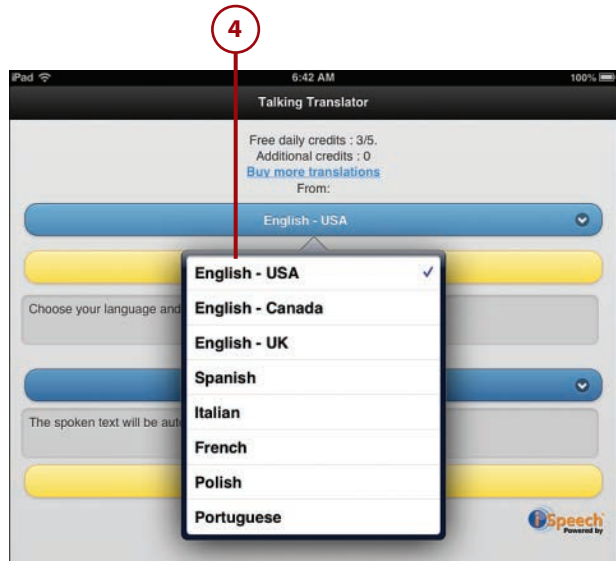 4
iPad 6:42 AM 100%
Talking Translator
Free daily credits : 3/5.
Additional credits : 0
Buy more translations
From:
English - USA
English - USA
Choose your language and
English - Canada
English - UK
Spanish
Italian
The spoken text will be aut
French
Polish
Portuguese
iSpeech
Powered by